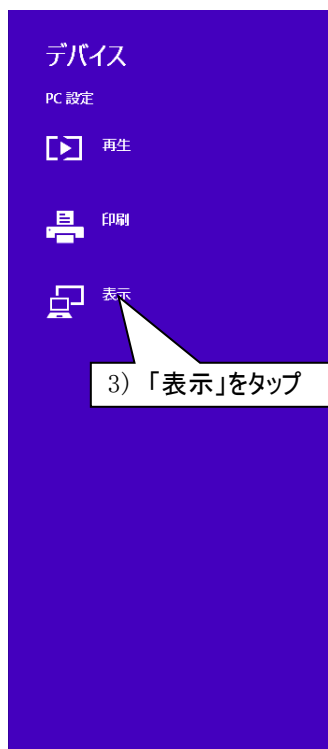 デバイス
PC 設定
再生
印刷
表示
3）「表示」をタップ